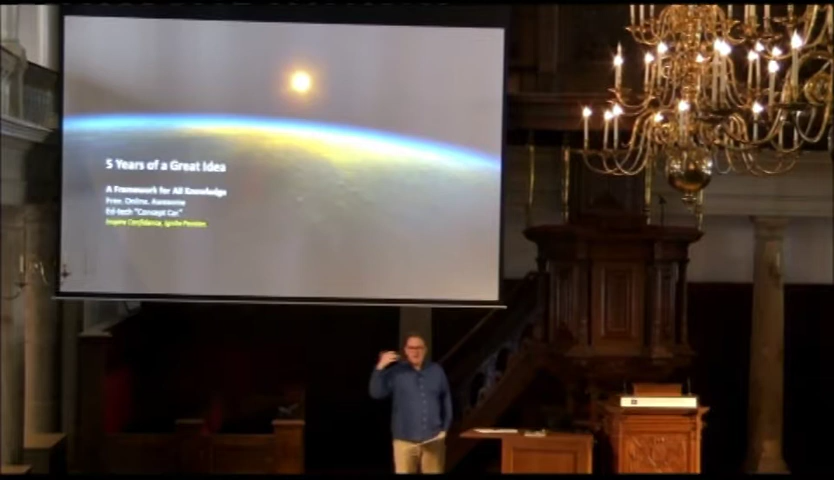 5 Years of a Great Idea
A Framework for All Knowledge
Free. Online. Awesome
Ed-tech "Concept Car"
Inspire Confidence, Ignite Passion